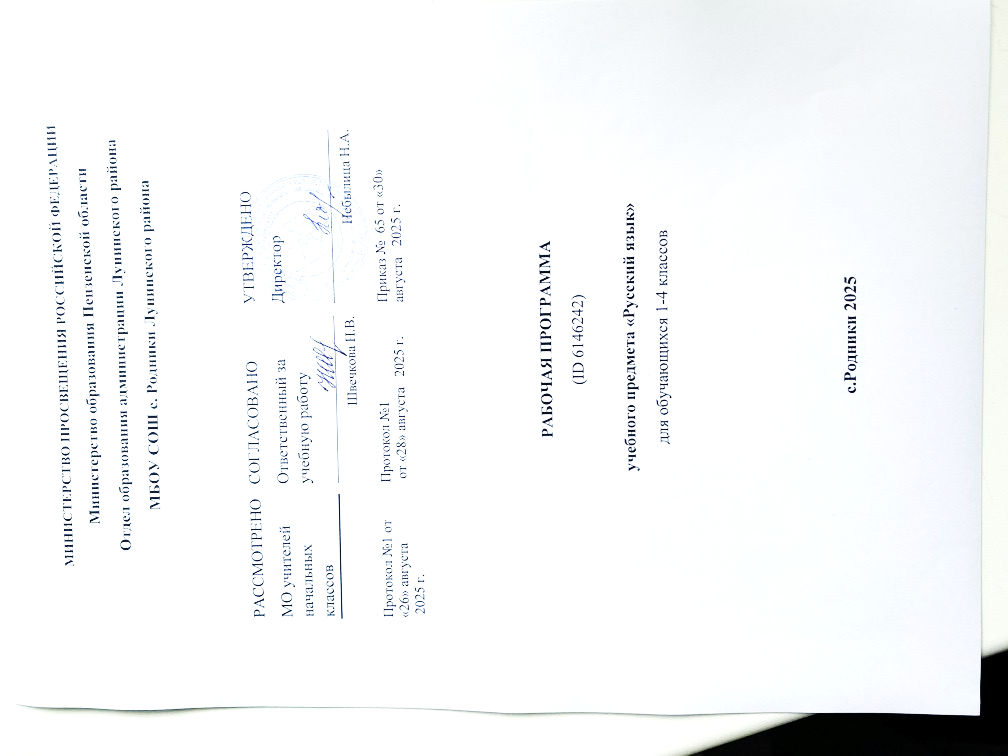 МИНИСТЕРСТВО ПРОСВЕЩЕНИЯ РОССИЙСКОЙ ФЕДЕРАЦИИ
Министерство образования Пензенской области
Отдел образования администрации Лунинского района
МБОУ СОШ с. Родники Лунинского района
РАССМОТРЕНО
МО учителей
начальных
классов
Протокол №1 от
«26» августа
2025 г.
СОГЛАСОВАНО
Ответственный за
учебную работу
Швечкова Н.В.
Протокол №1
от «28» августа 2025 г.
УТВЕРЖДЕНО
Директор
Небылица Н.А.
Приказ № 65 от «30»
августа 2025 г.
РАБОЧАЯ ПРОГРАММА
(ID 6146242)
учебного предмета «Русский язык»
для обучающихся 1-4 классов
с.Родники 2025